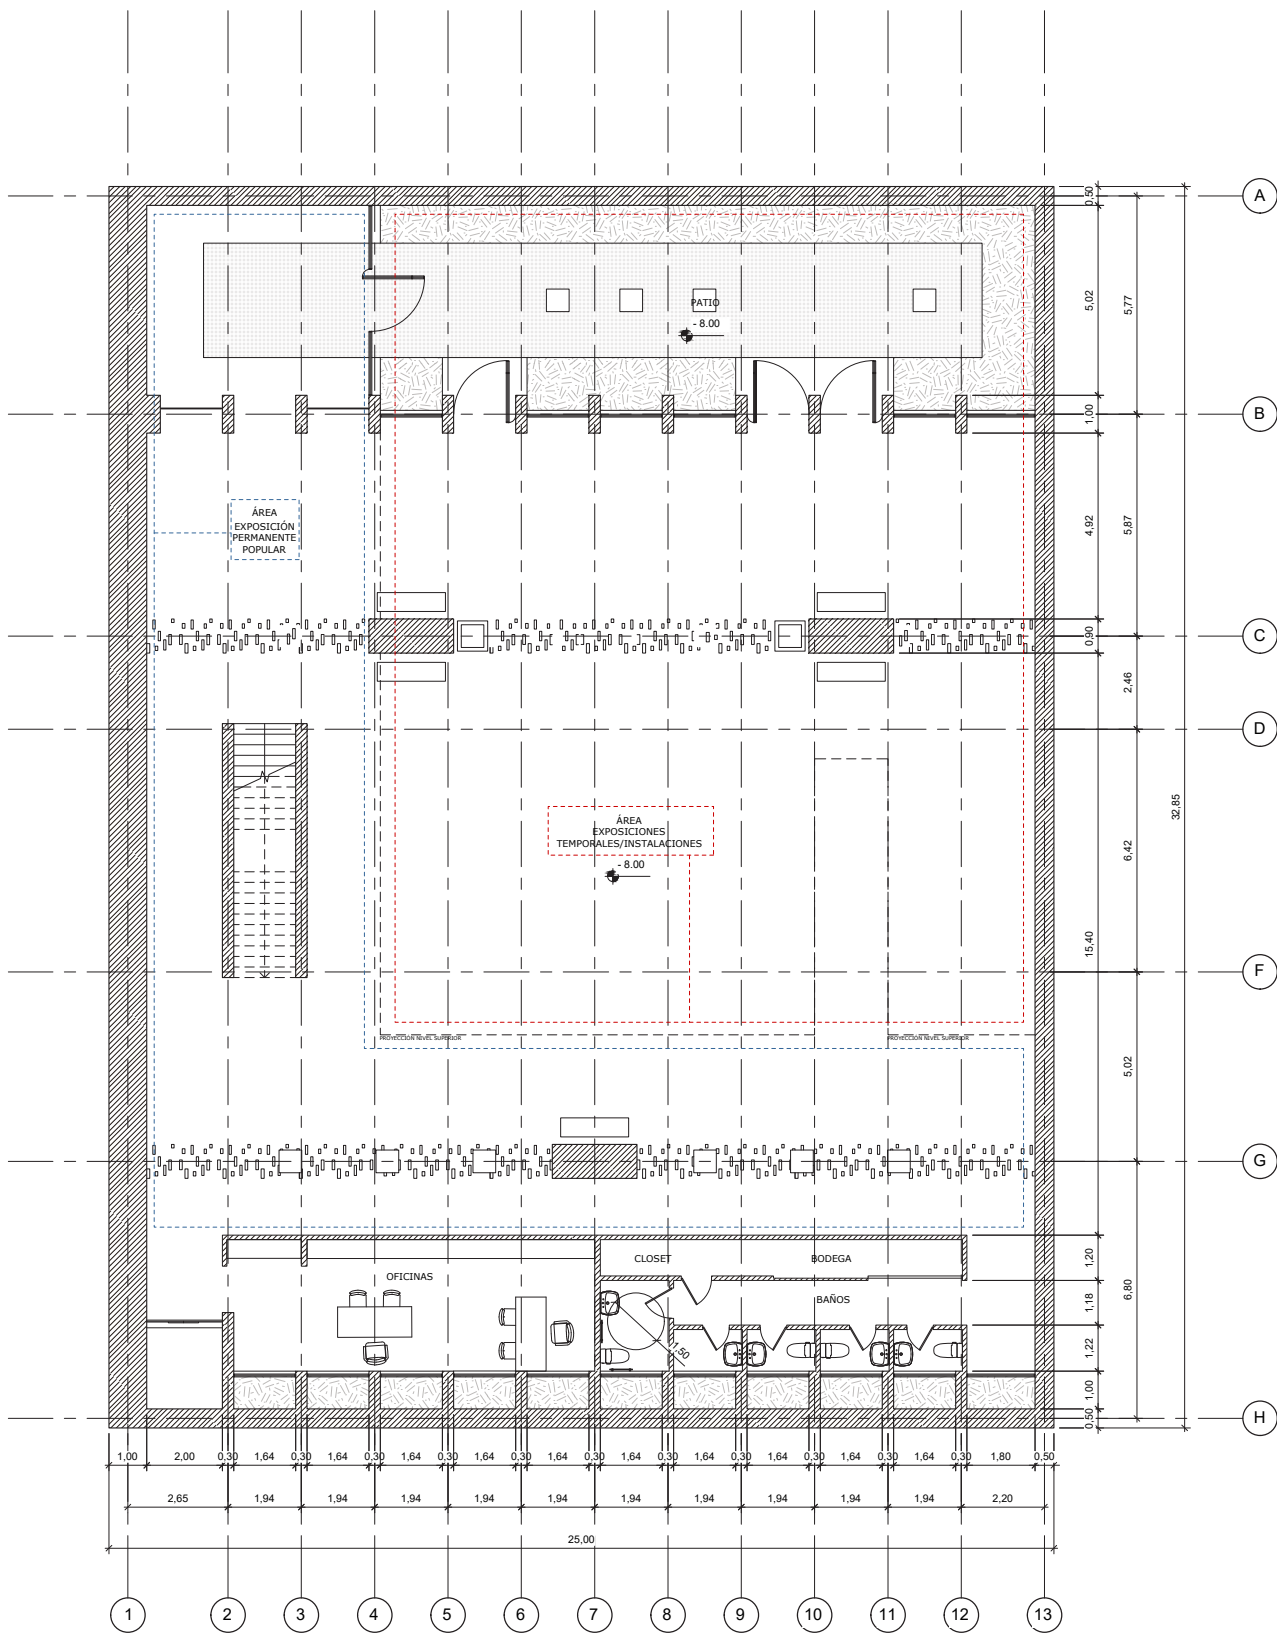 A
0,50
5,02
5,77
PATIO
- 8.00
32,85
B
1,00
4,92
5,87
ÁREA
EXPOSICIÓN
PERMANENTE
POPULAR
C
0,90
2,46
D
ÁREA
EXPOSICIONES
TEMPORALES/INSTALACIONES
- 8.00
6,42
15,40
F
PROYECCION NIVEL SUPERIOR
PROYECCION NIVEL SUPERIOR
5,02
G
CLOSET
BODEGA
OFICINAS
BAÑOS
1,50
1,20
1,18
6,80
1,22
1,00
0,50
H
1,00 2,00 0,30 1,64 0,30 1,64 0,30 1,64 0,30 1,64 0,30 1,64 0,30 1,64 0,30 1,64 0,30 1,64 0,30 1,64 0,30 1,64 0,30 1,80 0,50
2,65 1,94 1,94 1,94 1,94 1,94 1,94 1,94 1,94 1,94 1,94 2,20
25,00
1 2 3 4 5 6 7 8 9 10 11 12 13